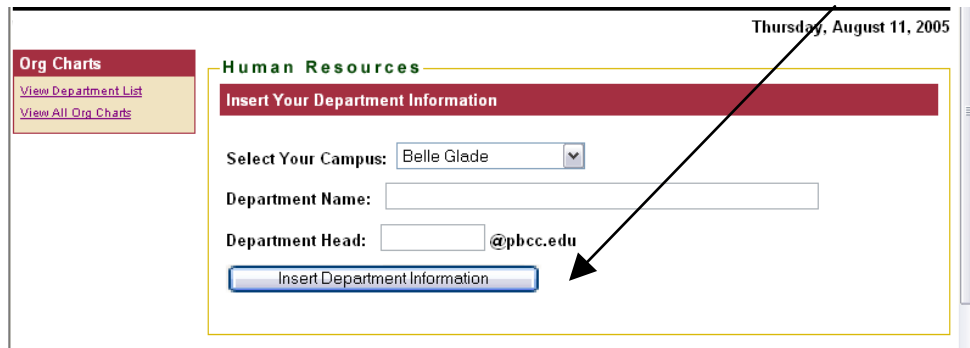 Thursday, August 11, 2005
Org Charts
View Department List
View All Org Charts
Human Resources
Insert Your Department Information
Select Your Campus: Belle Glade
Department Name:
Department Head: @pbcc.edu
Insert Department Information